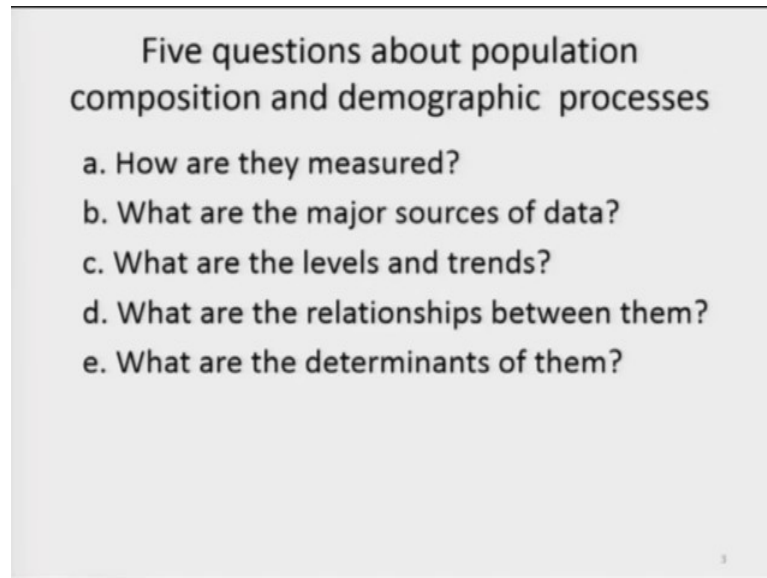 Five questions about population
composition and demographic processes
a. How are they measured?
b. What are the major sources of data?
c. What are the levels and trends?
d. What are the relationships between them?
e. What are the determinants of them?